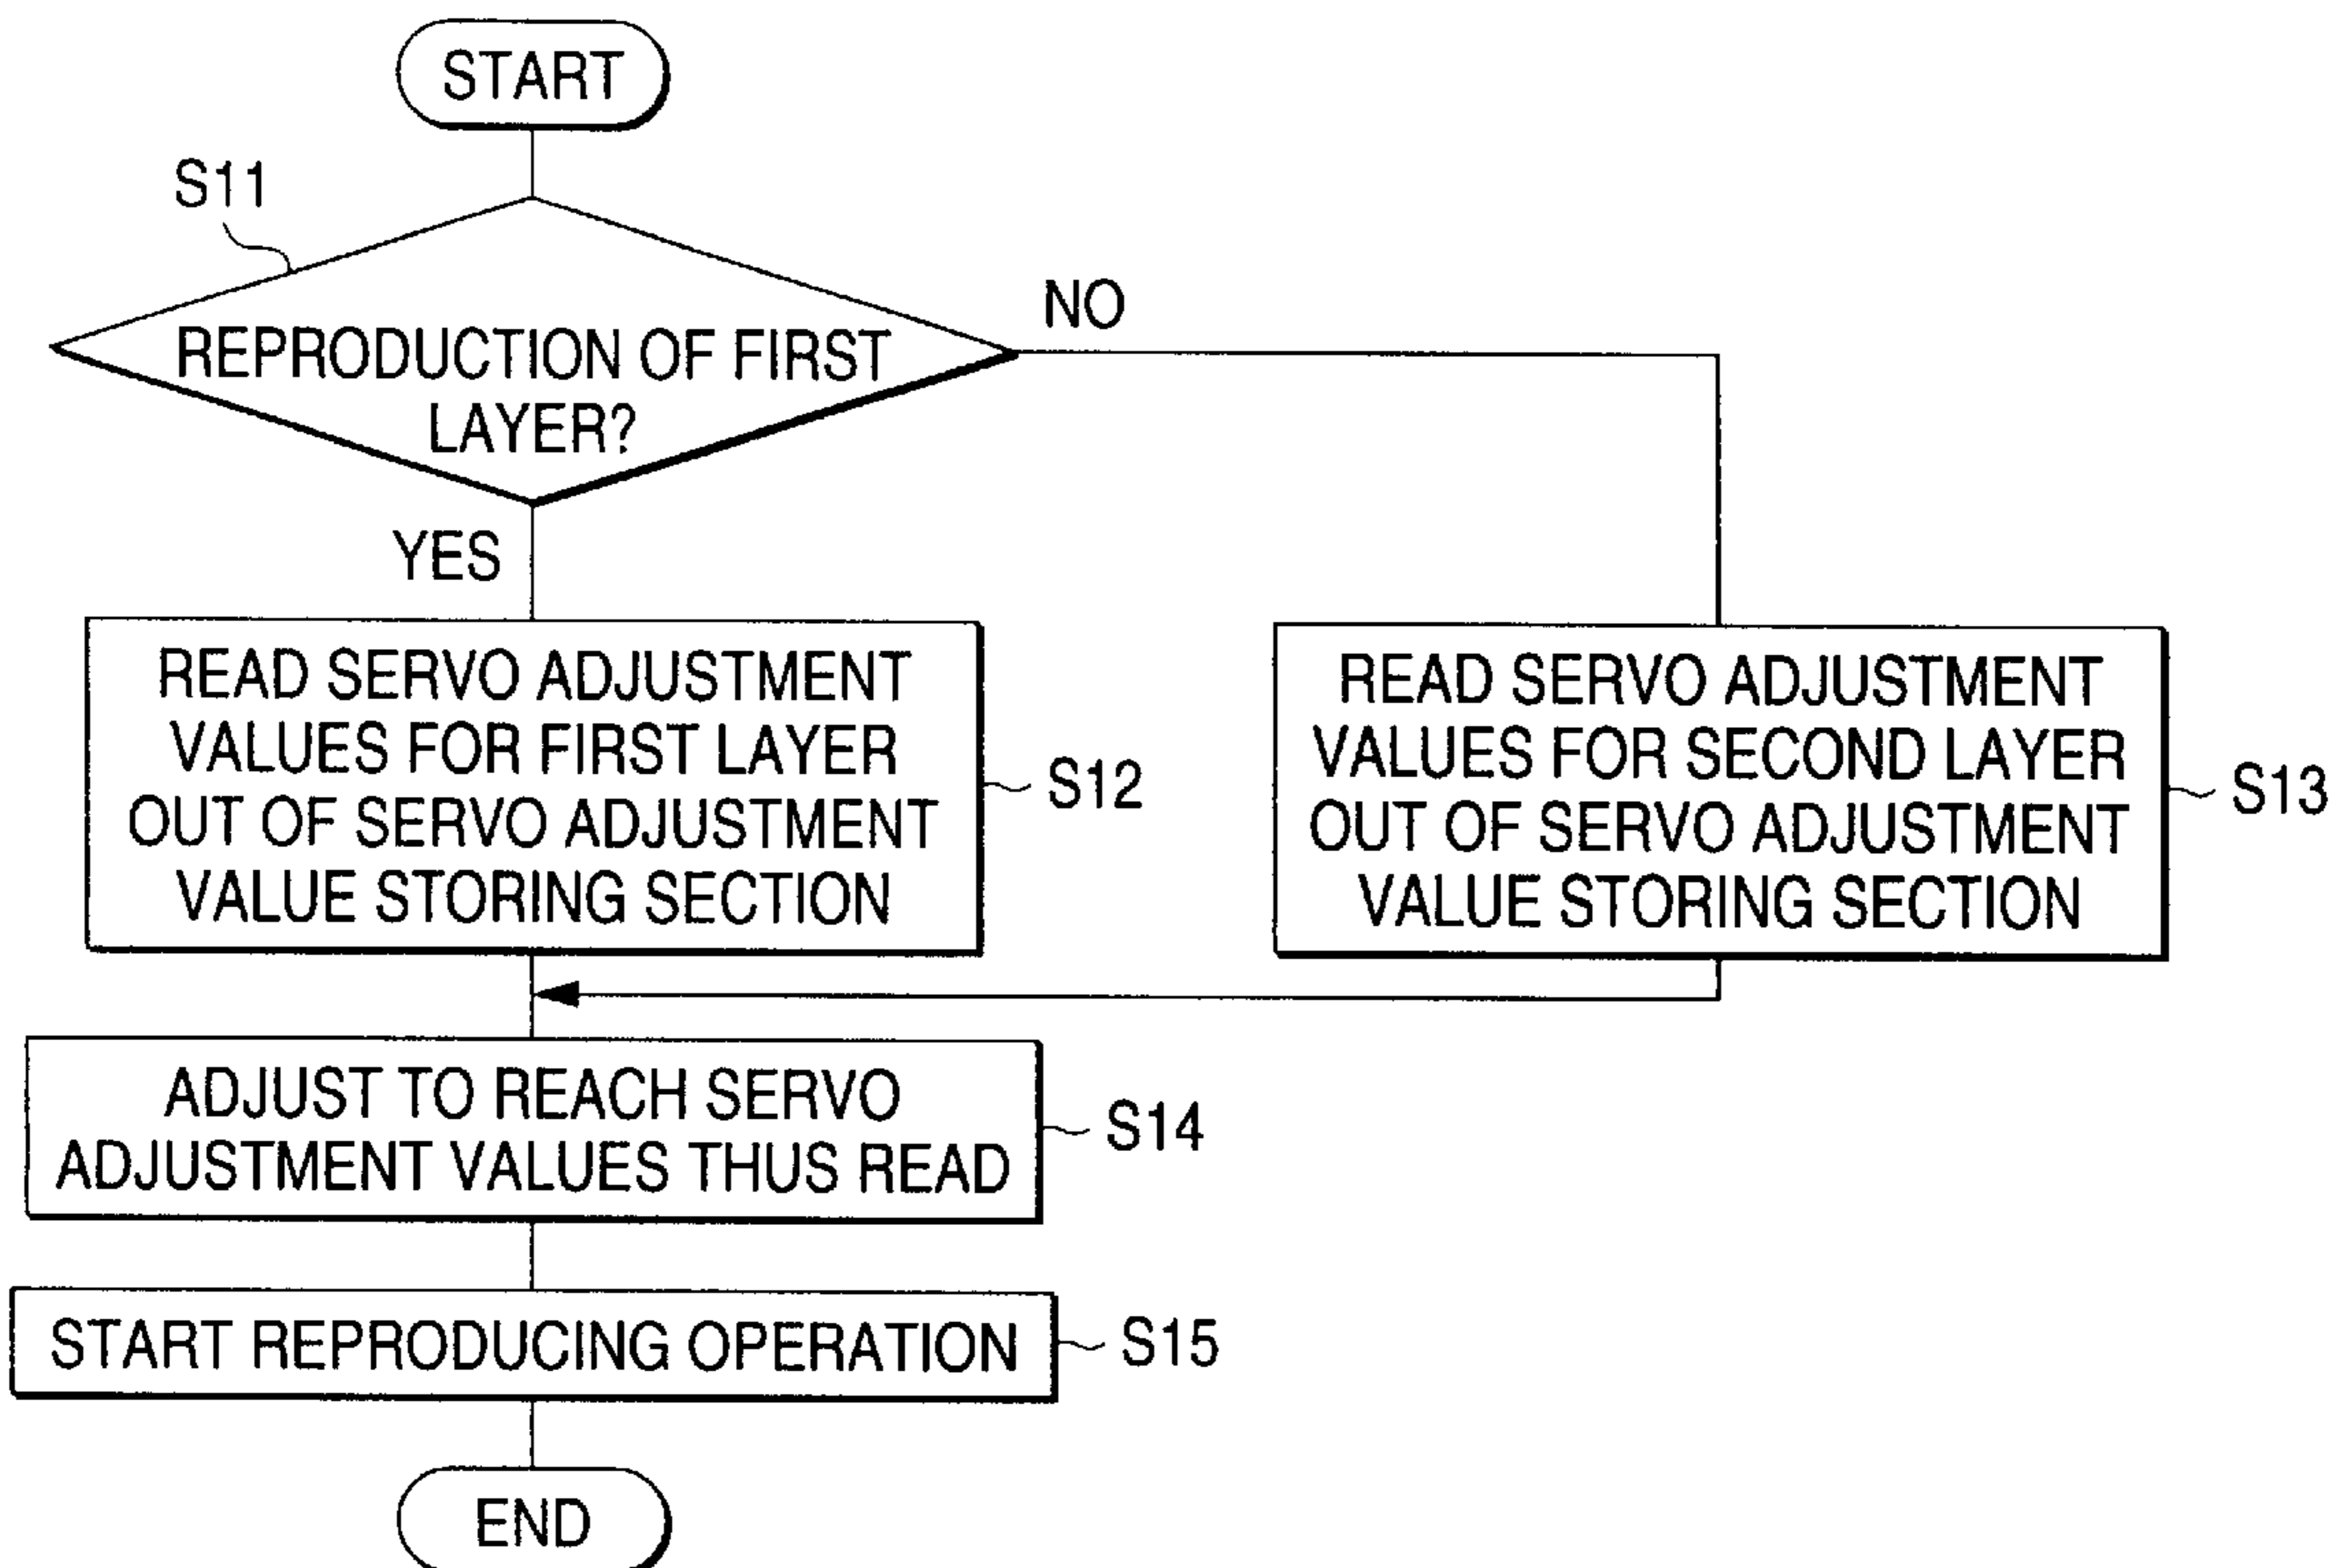 START
S11
REPRODUCTION OF FIRST
LAYER?
NO
YES
READ SERVO ADJUSTMENT
VALUES FOR FIRST LAYER
OUT OF SERVO ADJUSTMENT
VALUE STORING SECTION
S12
READ SERVO ADJUSTMENT
VALUES FOR SECOND LAYER
OUT OF SERVO ADJUSTMENT
VALUE STORING SECTION
S13
ADJUST TO REACH SERVO
ADJUSTMENT VALUES THUS READ
S14
START REPRODUCING OPERATION
S15
END